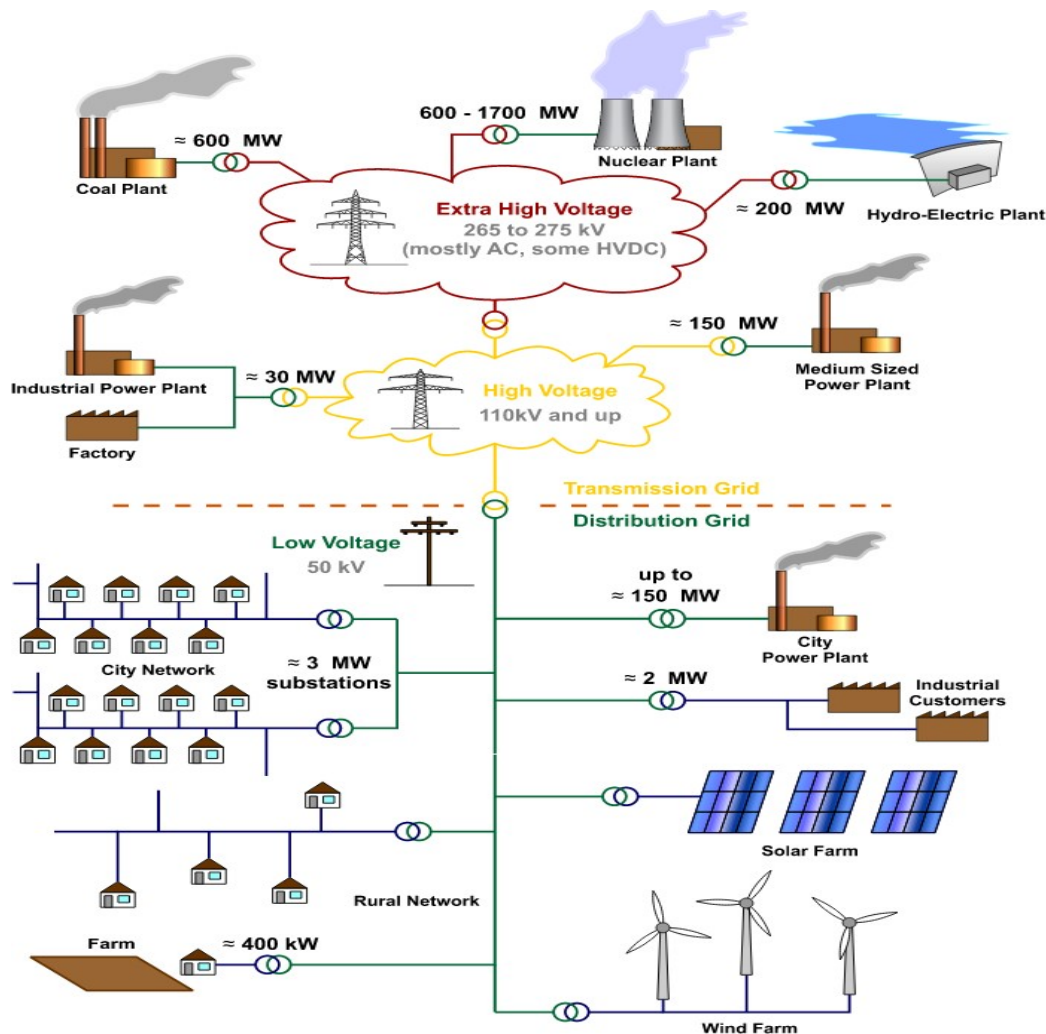 ≈ 600 MW
Coal Plant
600 - 1700 MW
Nuclear Plant
≈ 200 MW
Hydro-Electric Plant
Extra High Voltage
265 to 275 kV
(mostly AC, some HVDC)
≈ 150 MW
Medium Sized
Power Plant
Industrial Power Plant
≈ 30 MW
Factory
High Voltage
110kV and up
Transmission Grid
Distribution Grid
Low Voltage
50 kV
up to
≈ 150 MW
City
Power Plant
City Network
≈ 3 MW
substations
≈ 2 MW
Industrial
Customers
Solar Farm
Rural Network
Farm
≈ 400 kW
Wind Farm